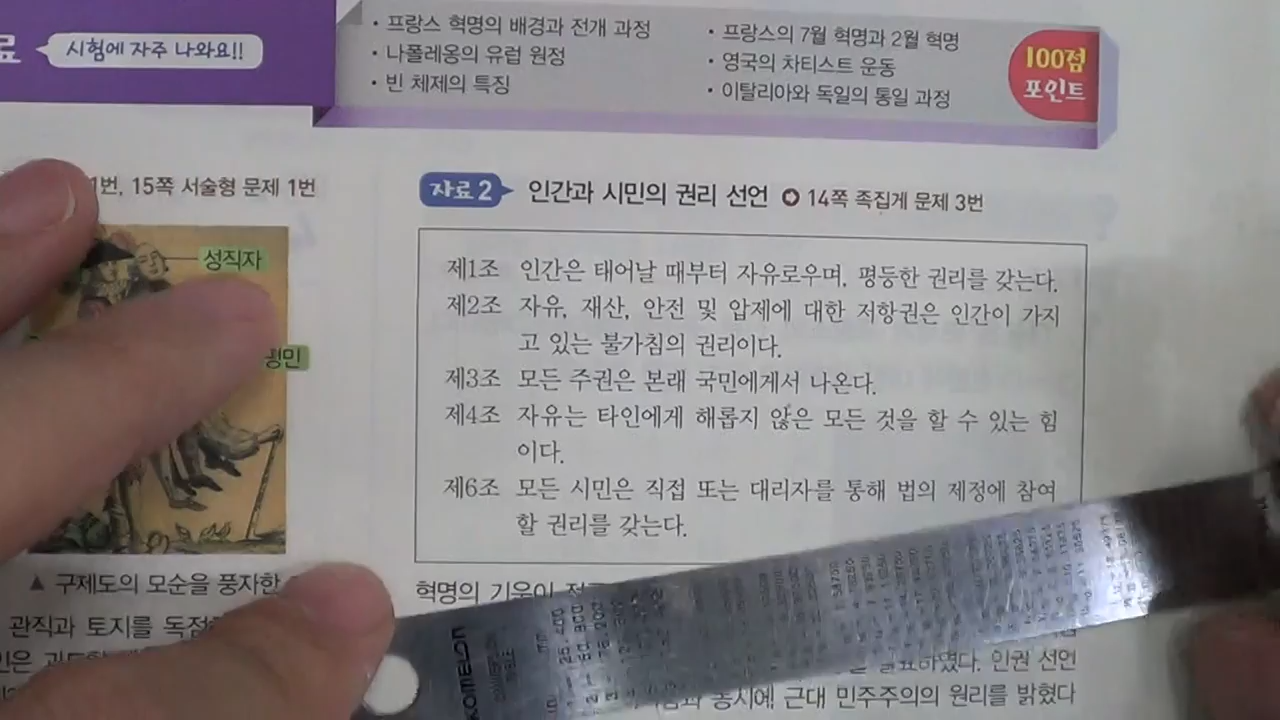 료 시험에 자주 나와요!!
• 프랑스 혁명의 배경과 전개 과정
• 나폴레옹의 유럽 원정
• 빈 체제의 특징
• 프랑스의 7월 혁명과 2월 혁명
• 영국의 차티스트 운동
• 이탈리아와 독일의 통일 과정
100점
포인트
1번, 15쪽 서술형 문제 1번
성직자
평민
▲ 구제도의 모순을 풍자한
관직과 토지를
자료 2 인간과 시민의 권리 선언 14쪽 족집게 문제 3번
제1조 인간은 태어날 때부터 자유로우며, 평등한 권리를 갖는다.
제2조 자유, 재산, 안전 및 압제에 대한 저항권은 인간이 가지
고 있는 불가침의 권리이다.
제3조 모든 주권은 본래 국민에게서 나온다.
제4조 자유는 타인에게 해롭지 않은 모든 것을 할 수 있는 힘
이다.
제6조 모든 시민은 직접 또는 대리자를 통해 법의 제정에 참여
할 권리를 갖는다.
혁명의
인권 선언
동시에 근대 민주주의의 원리를 밝혔다
KOMELON